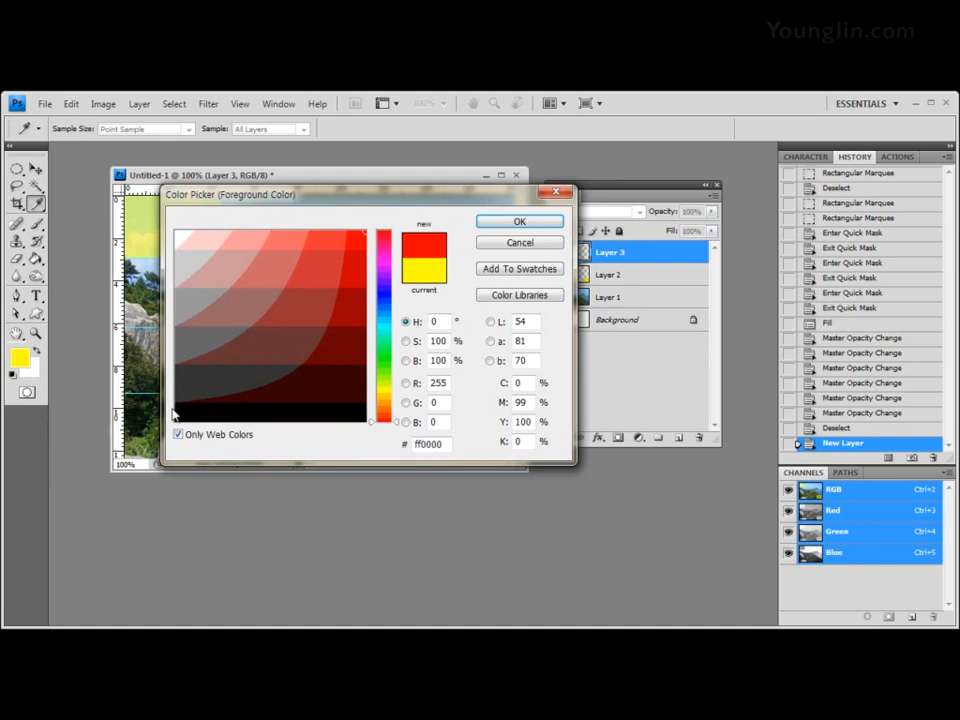 YoungJin.com
Ps File Edit Image Layer Select Filter View Window Help 100% ESSENTIALS
Sample Size: Point Sample Sample: All Layers
Untitled-1 @ 100% (Layer 3, RGB/8) *
Color Picker (Foreground Color)
new
current
OK
Cancel
Add To Swatches
Color Libraries
H: 0 °
S: 100 %
B: 100 %
R: 255
G: 0
B: 0
# ff0000
L: 54
a: 81
b: 70
C: 0 %
M: 99 %
Y: 100 %
K: 0 %
Only Web Colors
100%
Opacity: 100%
Fill: 100%
Layer 3
Layer 2
Layer 1
Background
CHARACTER HISTORY ACTIONS
Rectangular Marquee
Deselect
Rectangular Marquee
Rectangular Marquee
Enter Quick Mask
Exit Quick Mask
Enter Quick Mask
Exit Quick Mask
Enter Quick Mask
Exit Quick Mask
Fill
Master Opacity Change
Master Opacity Change
Master Opacity Change
Master Opacity Change
Master Opacity Change
Master Opacity Change
Deselect
New Layer
CHANNELS PATHS
RGB Ctrl+2
Red Ctrl+3
Green Ctrl+4
Blue Ctrl+5